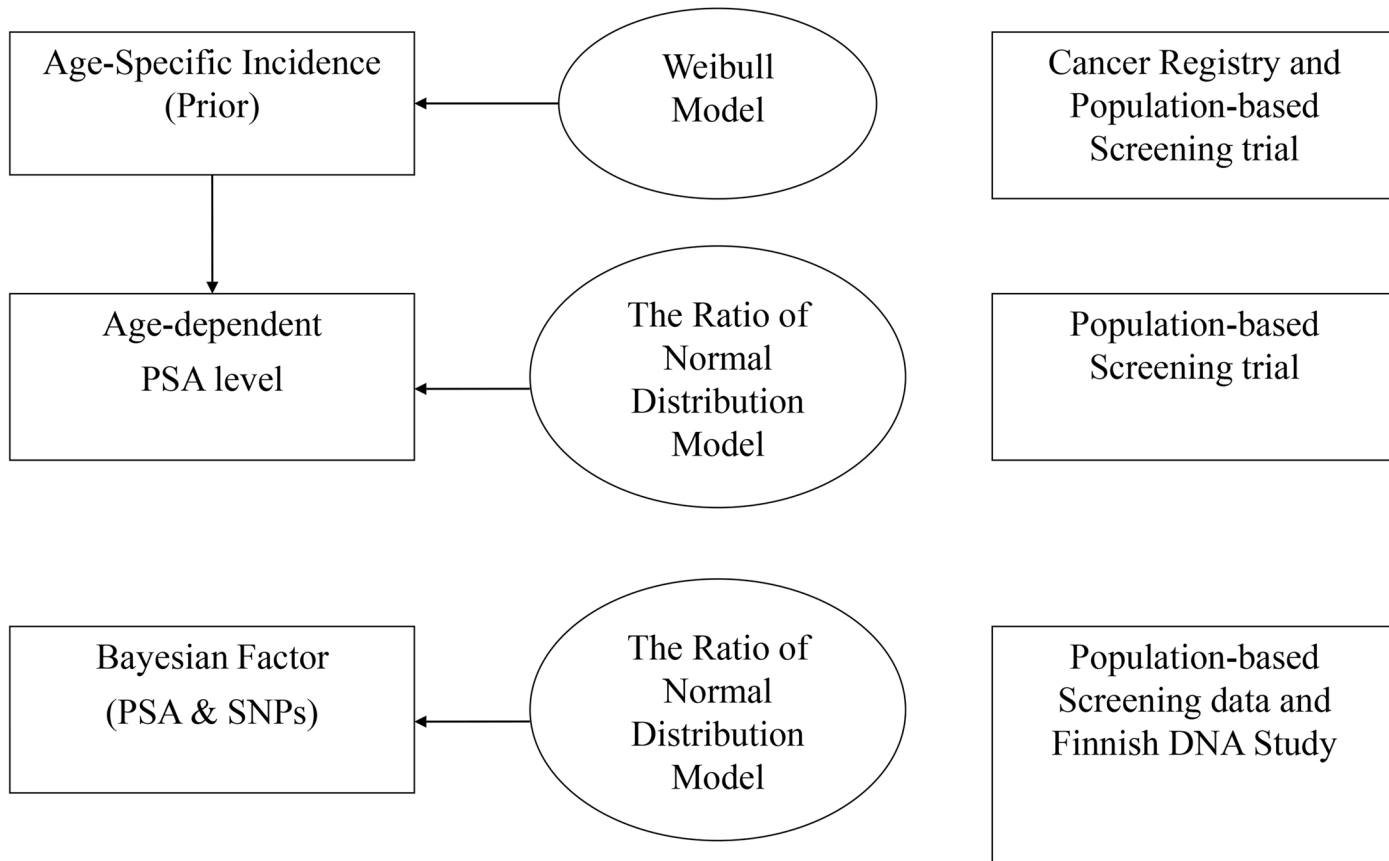 Age-Specific Incidence
(Prior)
Weibull
Model
Cancer Registry and
Population-based
Screening trial
Age-dependent
PSA level
The Ratio of
Normal
Distribution
Model
Population-based
Screening trial
Bayesian Factor
(PSA & SNPs)
The Ratio of
Normal
Distribution
Model
Population-based
Screening data and
Finnish DNA Study